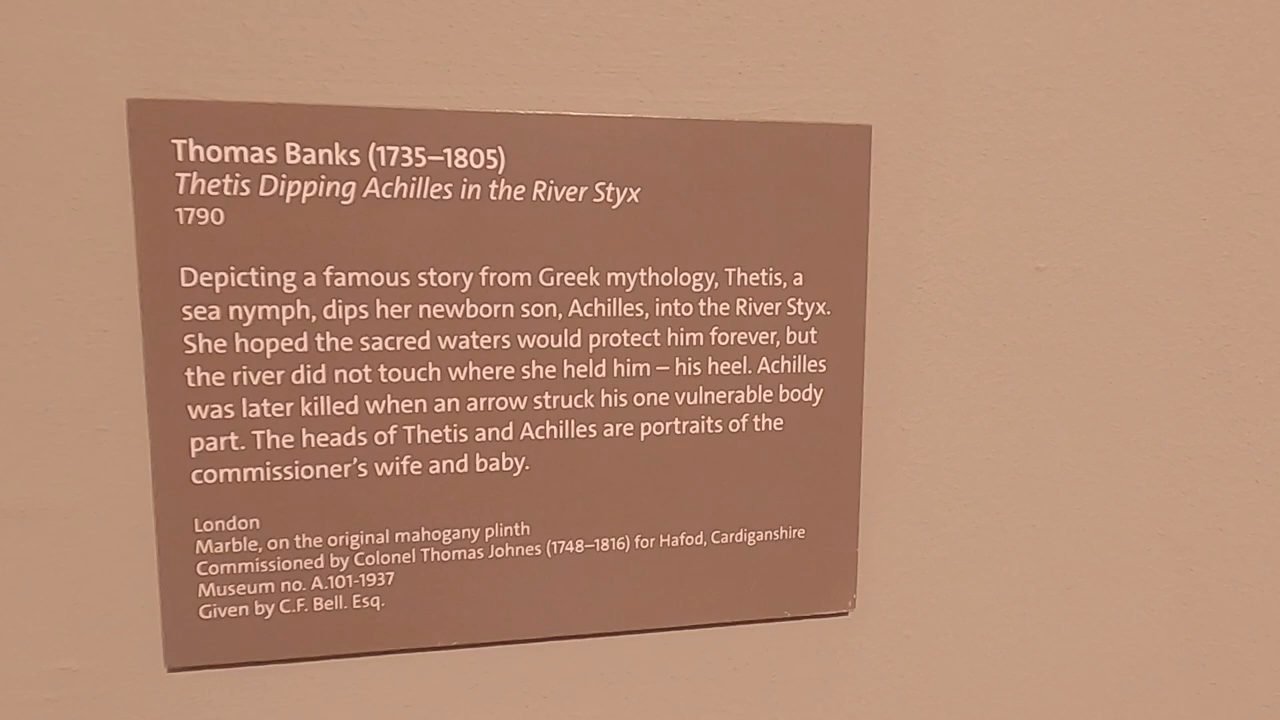 Thomas Banks (1735–1805)
Thetis Dipping Achilles in the River Styx
1790
Depicting a famous story from Greek mythology, Thetis, a
sea nymph, dips her newborn son, Achilles, into the River Styx.
She hoped the sacred waters would protect him forever, but
the river did not touch where she held him – his heel. Achilles
was later killed when an arrow struck his one vulnerable body
part. The heads of Thetis and Achilles are portraits of the
commissioner's wife and baby.
London
Marble, on the original mahogany plinth
Commissioned by Colonel Thomas Johnes (1748–1816) for Hafod, Cardiganshire
Museum no. A.101-1937
Given by C.F. Bell. Esq.